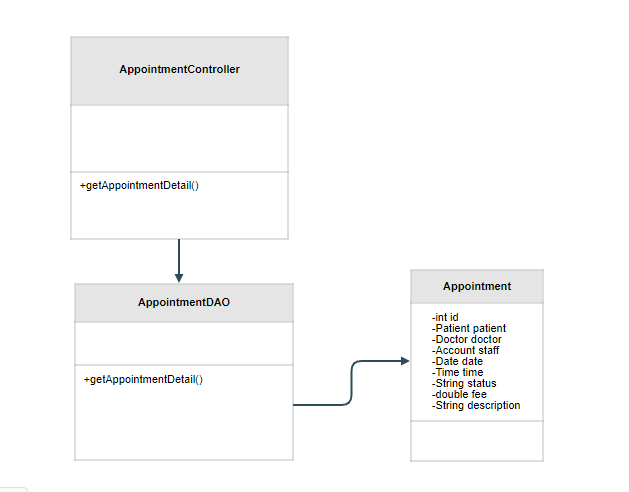 AppointmentController
+getAppointmentDetail()
AppointmentDAO
+getAppointmentDetail()
Appointment
-int id
-Patient patient
-Doctor doctor
-Account staff
-Date date
-Time time
-String status
-double fee
-String description